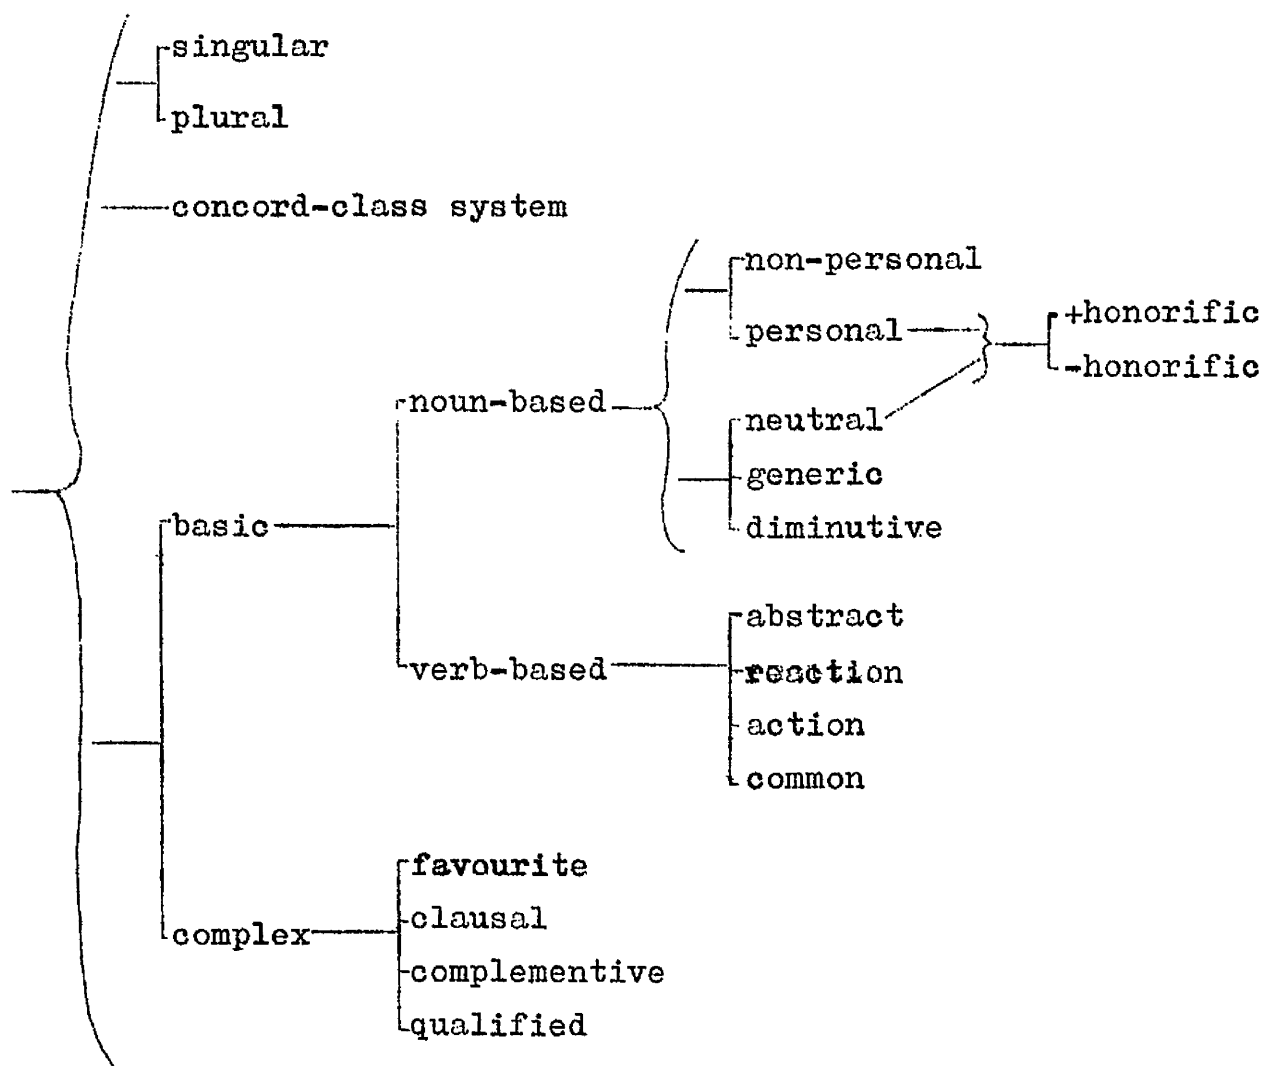 singular
plural
concord-class system
non-personal
personal
+honorific
-honorific
noun-based
neutral
generic
diminutive
basic
abstract
verb-based
reaction
action
common
favourite
clausal
complex
complementive
qualified